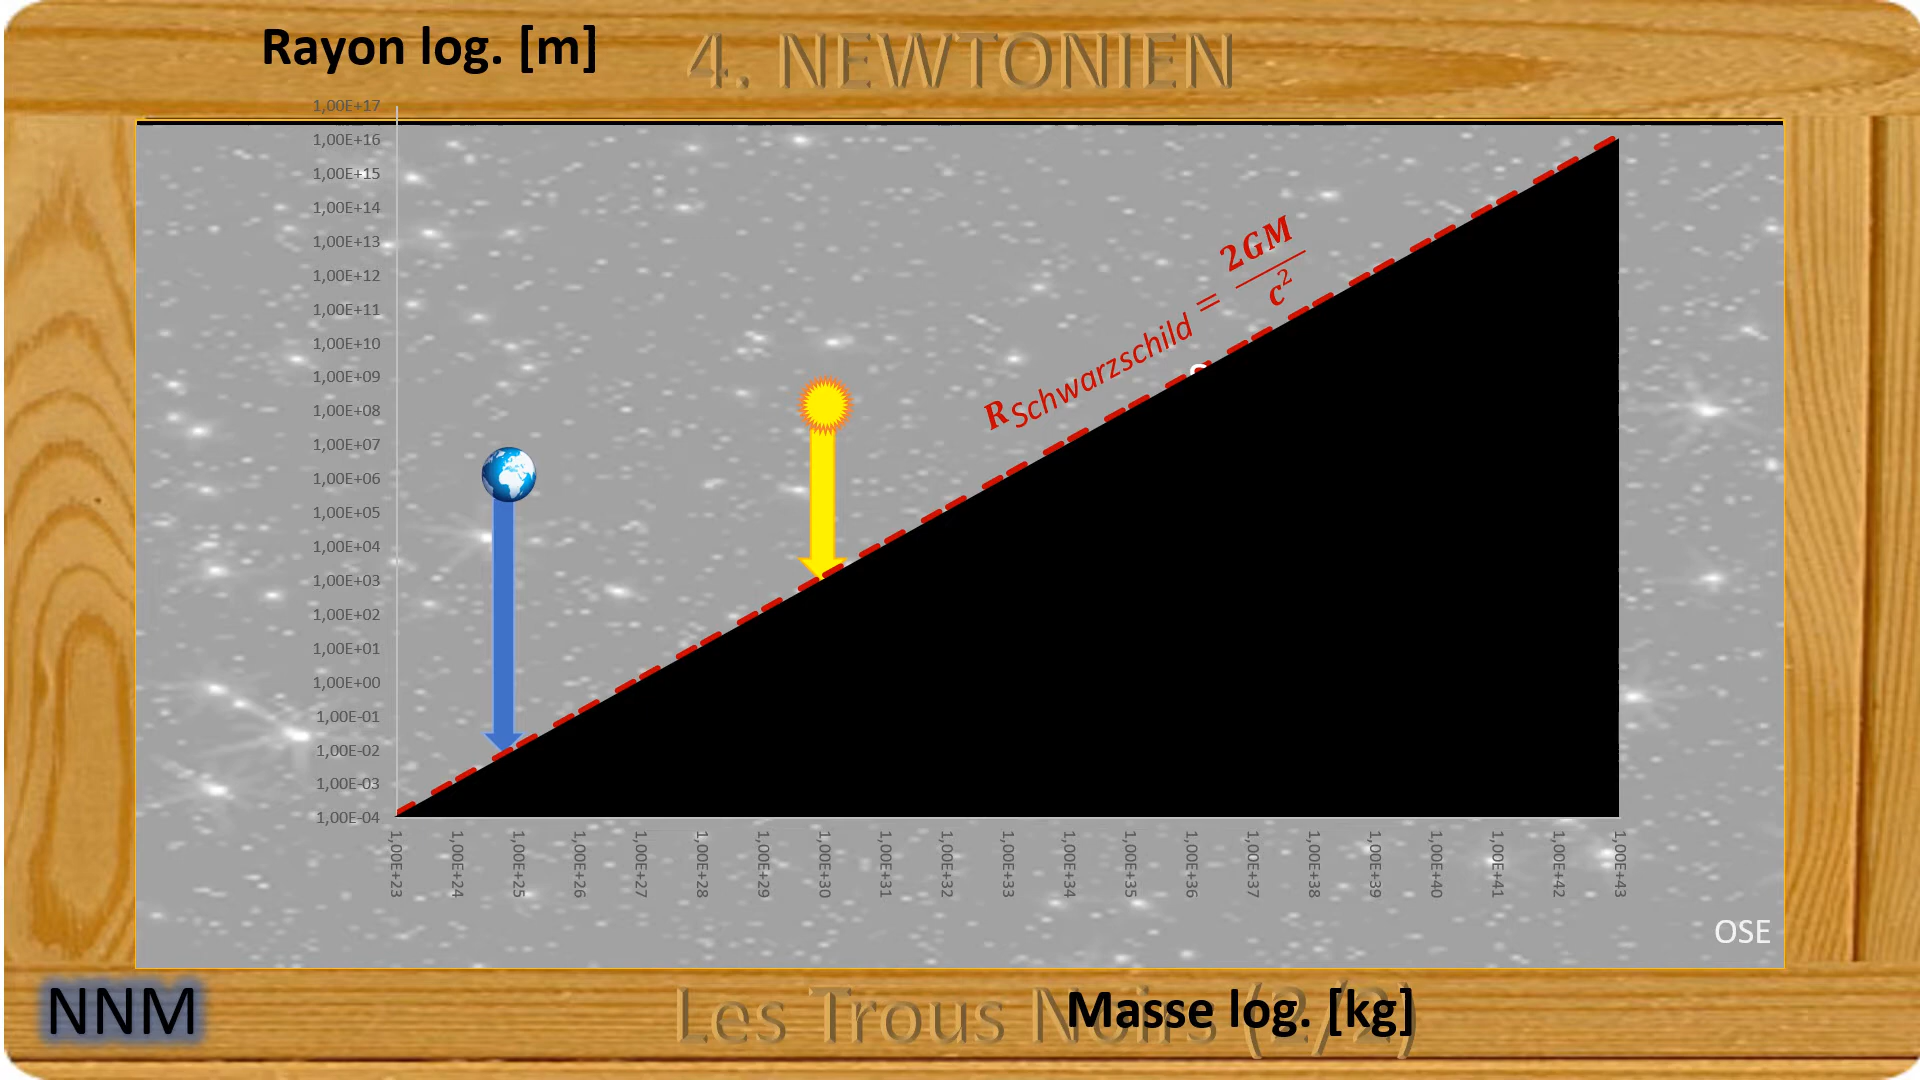 Rayon log. [m]
4. NEWTONIEN
1,00E+17
1,00E+16
1,00E+15
1,00E+14
1,00E+13
1,00E+12
1,00E+11
1,00E+10
1,00E+09
1,00E+08
1,00E+07
1,00E+06
1,00E+05
1,00E+04
1,00E+03
1,00E+02
1,00E+01
1,00E+00
1,00E-01
1,00E-02
1,00E-03
1,00E-04
R Schwarzschild = 2GM / c²
1,00E+23
1,00E+24
1,00E+25
1,00E+26
1,00E+27
1,00E+28
1,00E+29
1,00E+30
1,00E+31
1,00E+32
1,00E+33
1,00E+34
1,00E+35
1,00E+36
1,00E+37
1,00E+38
1,00E+39
1,00E+40
1,00E+41
1,00E+42
1,00E+43
OSE
NNM
Les Trous Noirs (2/2)
Masse log. [kg]